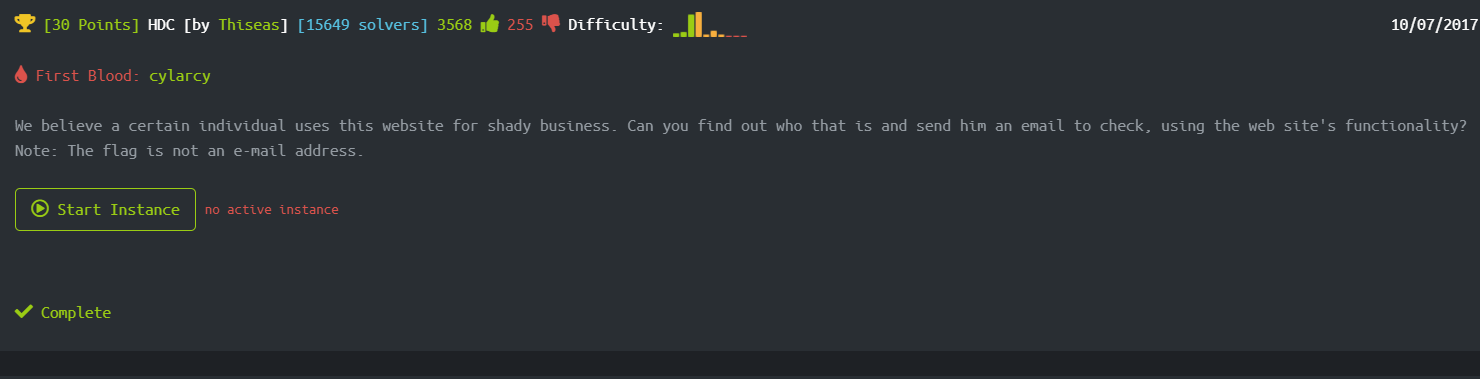 [30 Points] HDC [by Thiseas] [15649 solvers] 3568 255 Difficulty: 10/07/2017
First Blood: cylarcy
We believe a certain individual uses this website for shady business. Can you find out who that is and send him an email to check, using the web site's functionality?
Note: The flag is not an e-mail address.
Start Instance no active instance
Complete